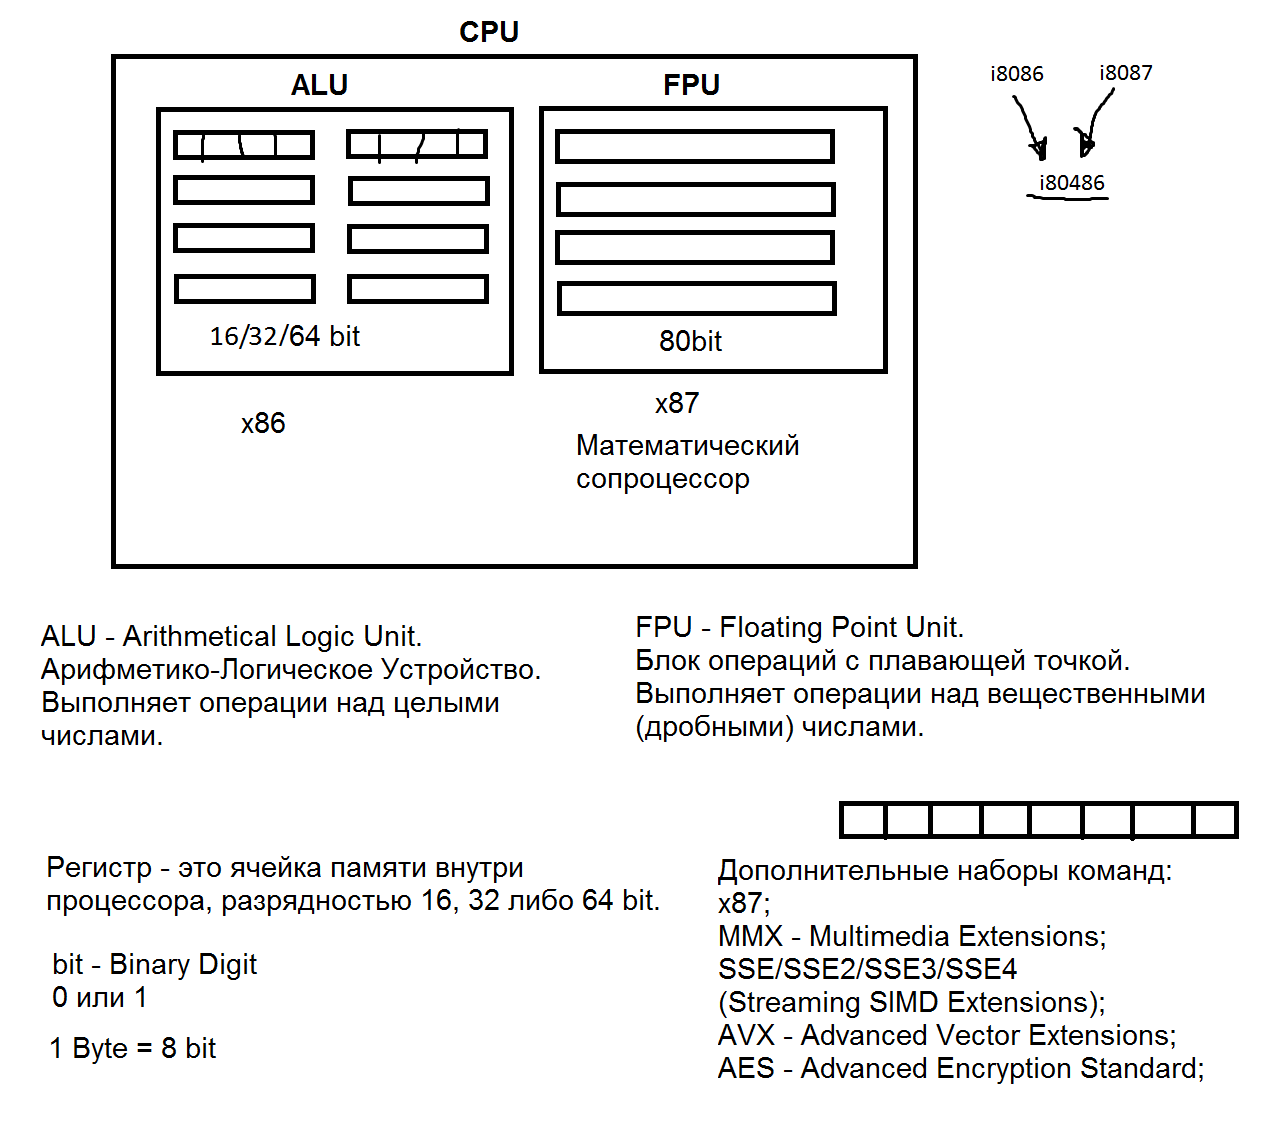 CPU
ALU
FPU
i8086
i8087
i80486
16/32/64 bit
80bit
x86
x87
Математический
сопроцессор
ALU - Arithmetical Logic Unit.
Арифметико-Логическое Устройство.
Выполняет операции над целыми
числами.
FPU - Floating Point Unit.
Блок операций с плавающей точкой.
Выполняет операции над вещественными
(дробными) числами.
Регистр - это ячейка памяти внутри
процессора, разрядностью 16, 32 либо 64 bit.
bit - Binary Digit
0 или 1
1 Byte = 8 bit
Дополнительные наборы команд:
x87;
MMX - Multimedia Extensions;
SSE/SSE2/SSE3/SSE4
(Streaming SIMD Extensions);
AVX - Advanced Vector Extensions;
AES - Advanced Encryption Standard;